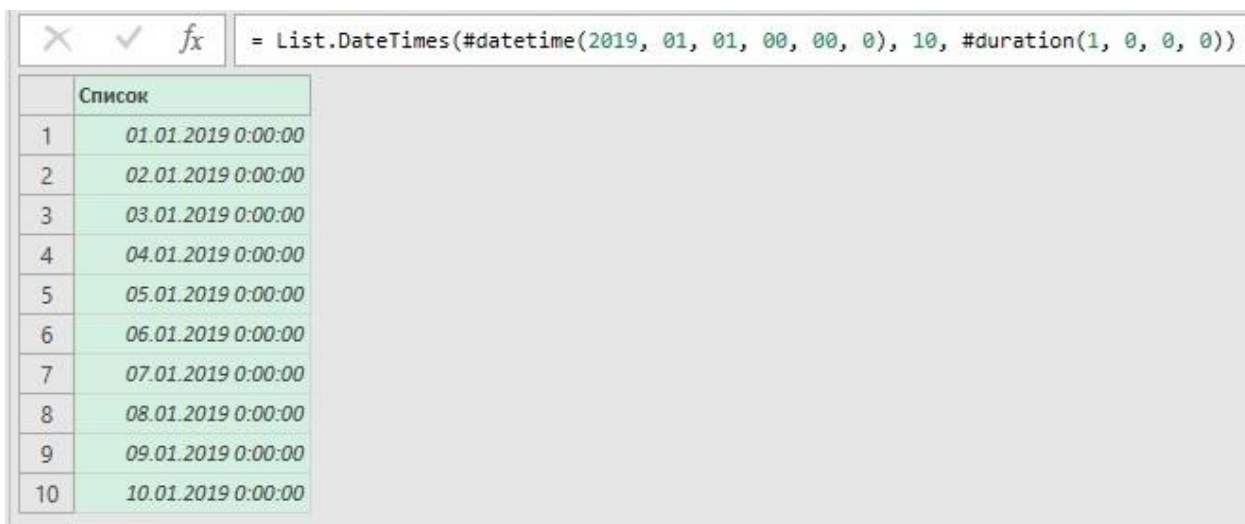 fx = List.DateTimes(#datetime(2019, 01, 01, 00, 00, 0), 10, #duration(1, 0, 0, 0))
Список
1 01.01.2019 0:00:00
2 02.01.2019 0:00:00
3 03.01.2019 0:00:00
4 04.01.2019 0:00:00
5 05.01.2019 0:00:00
6 06.01.2019 0:00:00
7 07.01.2019 0:00:00
8 08.01.2019 0:00:00
9 09.01.2019 0:00:00
10 10.01.2019 0:00:00